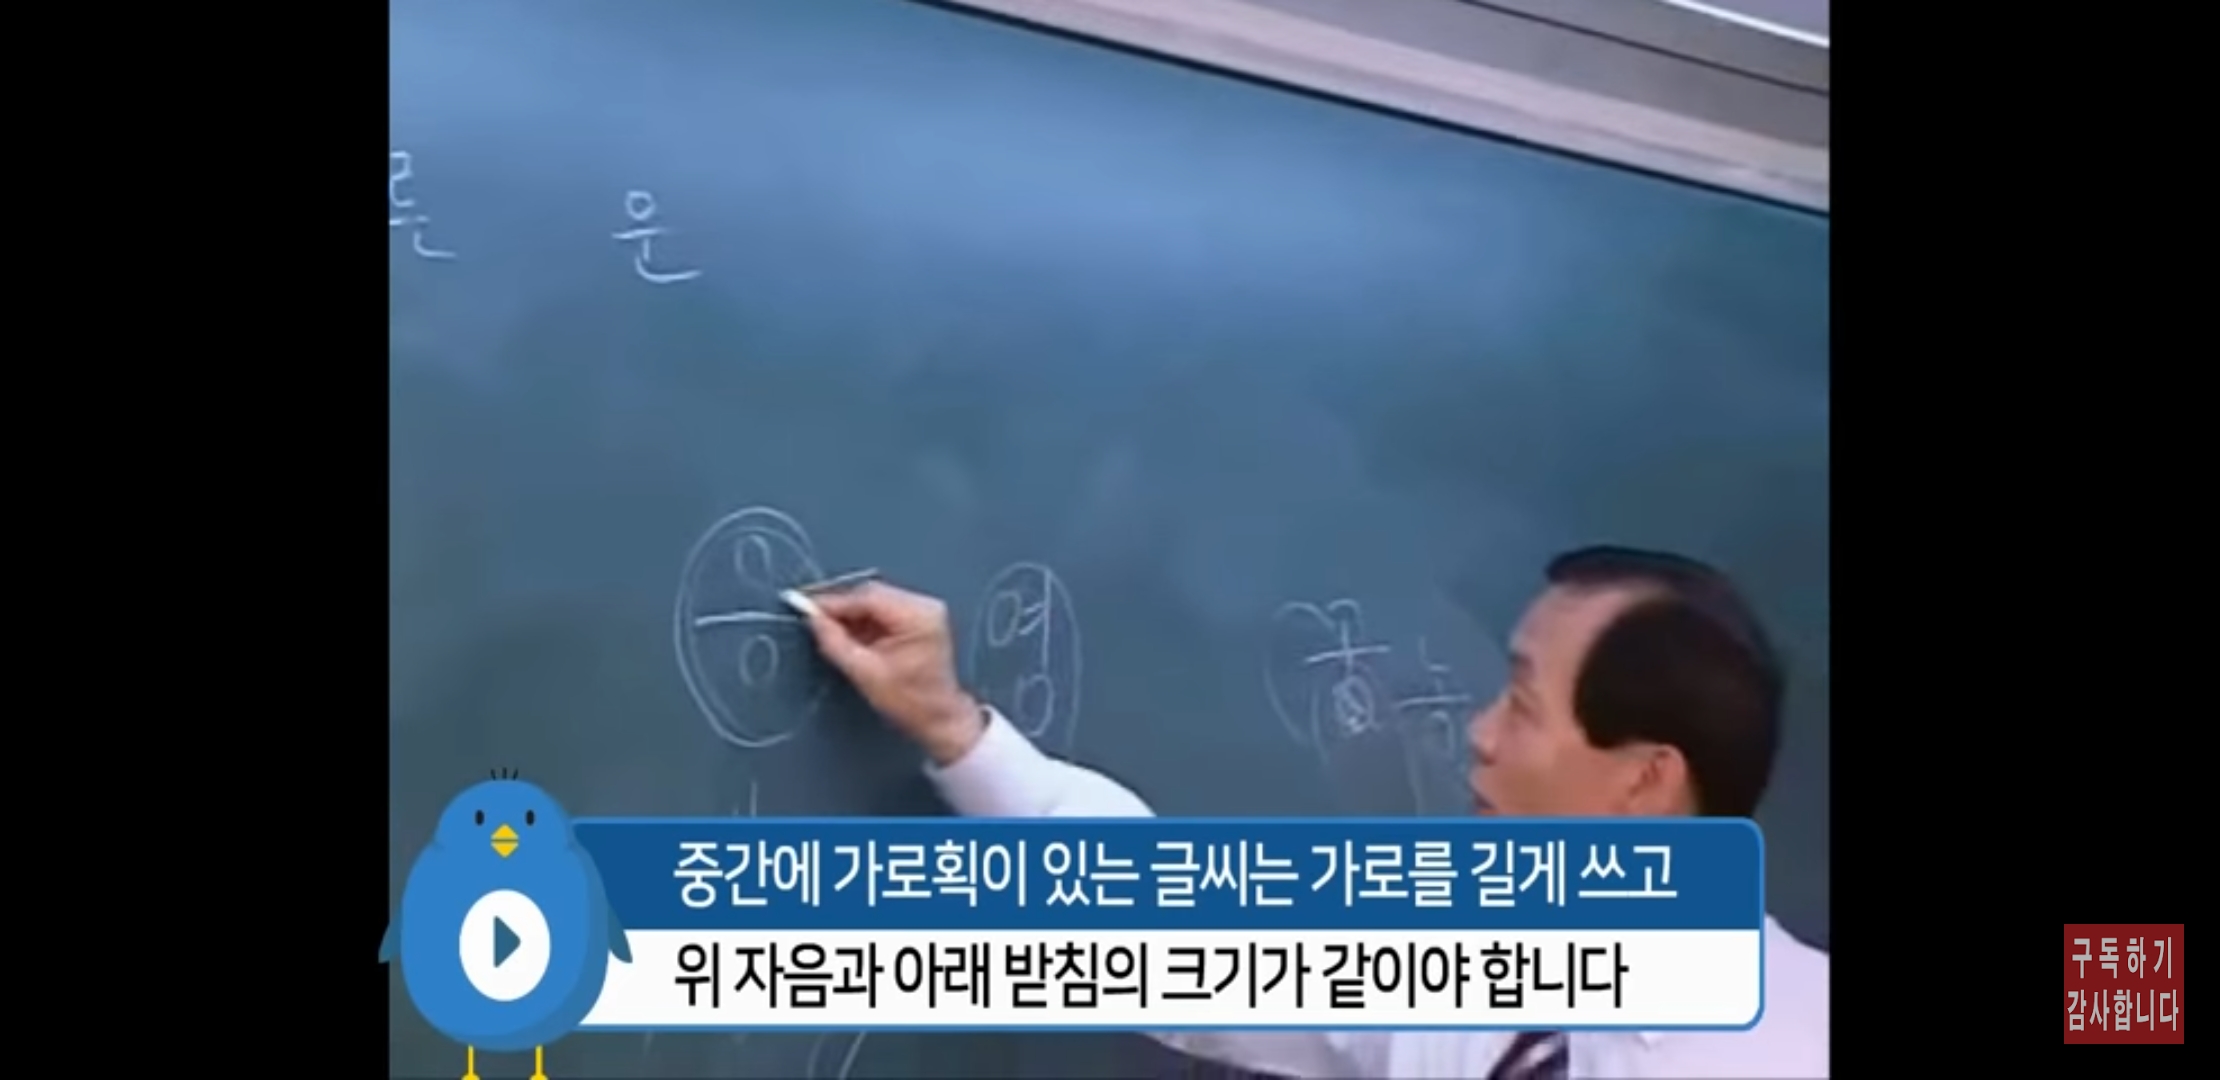 운
응
영
중간에 가로획이 있는 글씨는 가로를 길게 쓰고
위 자음과 아래 받침의 크기가 같이야 합니다
구독하기
감사합니다